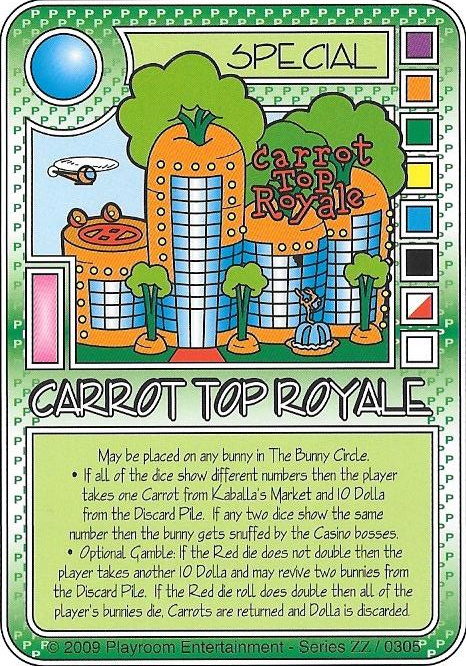 SPECIAL
Carrot
Top
Royale
CARROT TOP ROYALE
May be placed on any bunny in The Bunny Circle.
• If all of the dice show different numbers then the player
takes one Carrot from Kaballa's Market and 10 Dolla
from the Discard Pile. If any two dice show the same
number then the bunny gets snuffed by the Casino bosses.
• Optional Gamble: If the Red die does not double then the
player takes another 10 Dolla and may revive two bunnies from
the Discard Pile. If the Red die roll does double then all of the
player's bunnies die, Carrots are returned and Dolla is discarded.
© 2009 Playroom Entertainment - Series ZZ / 0305